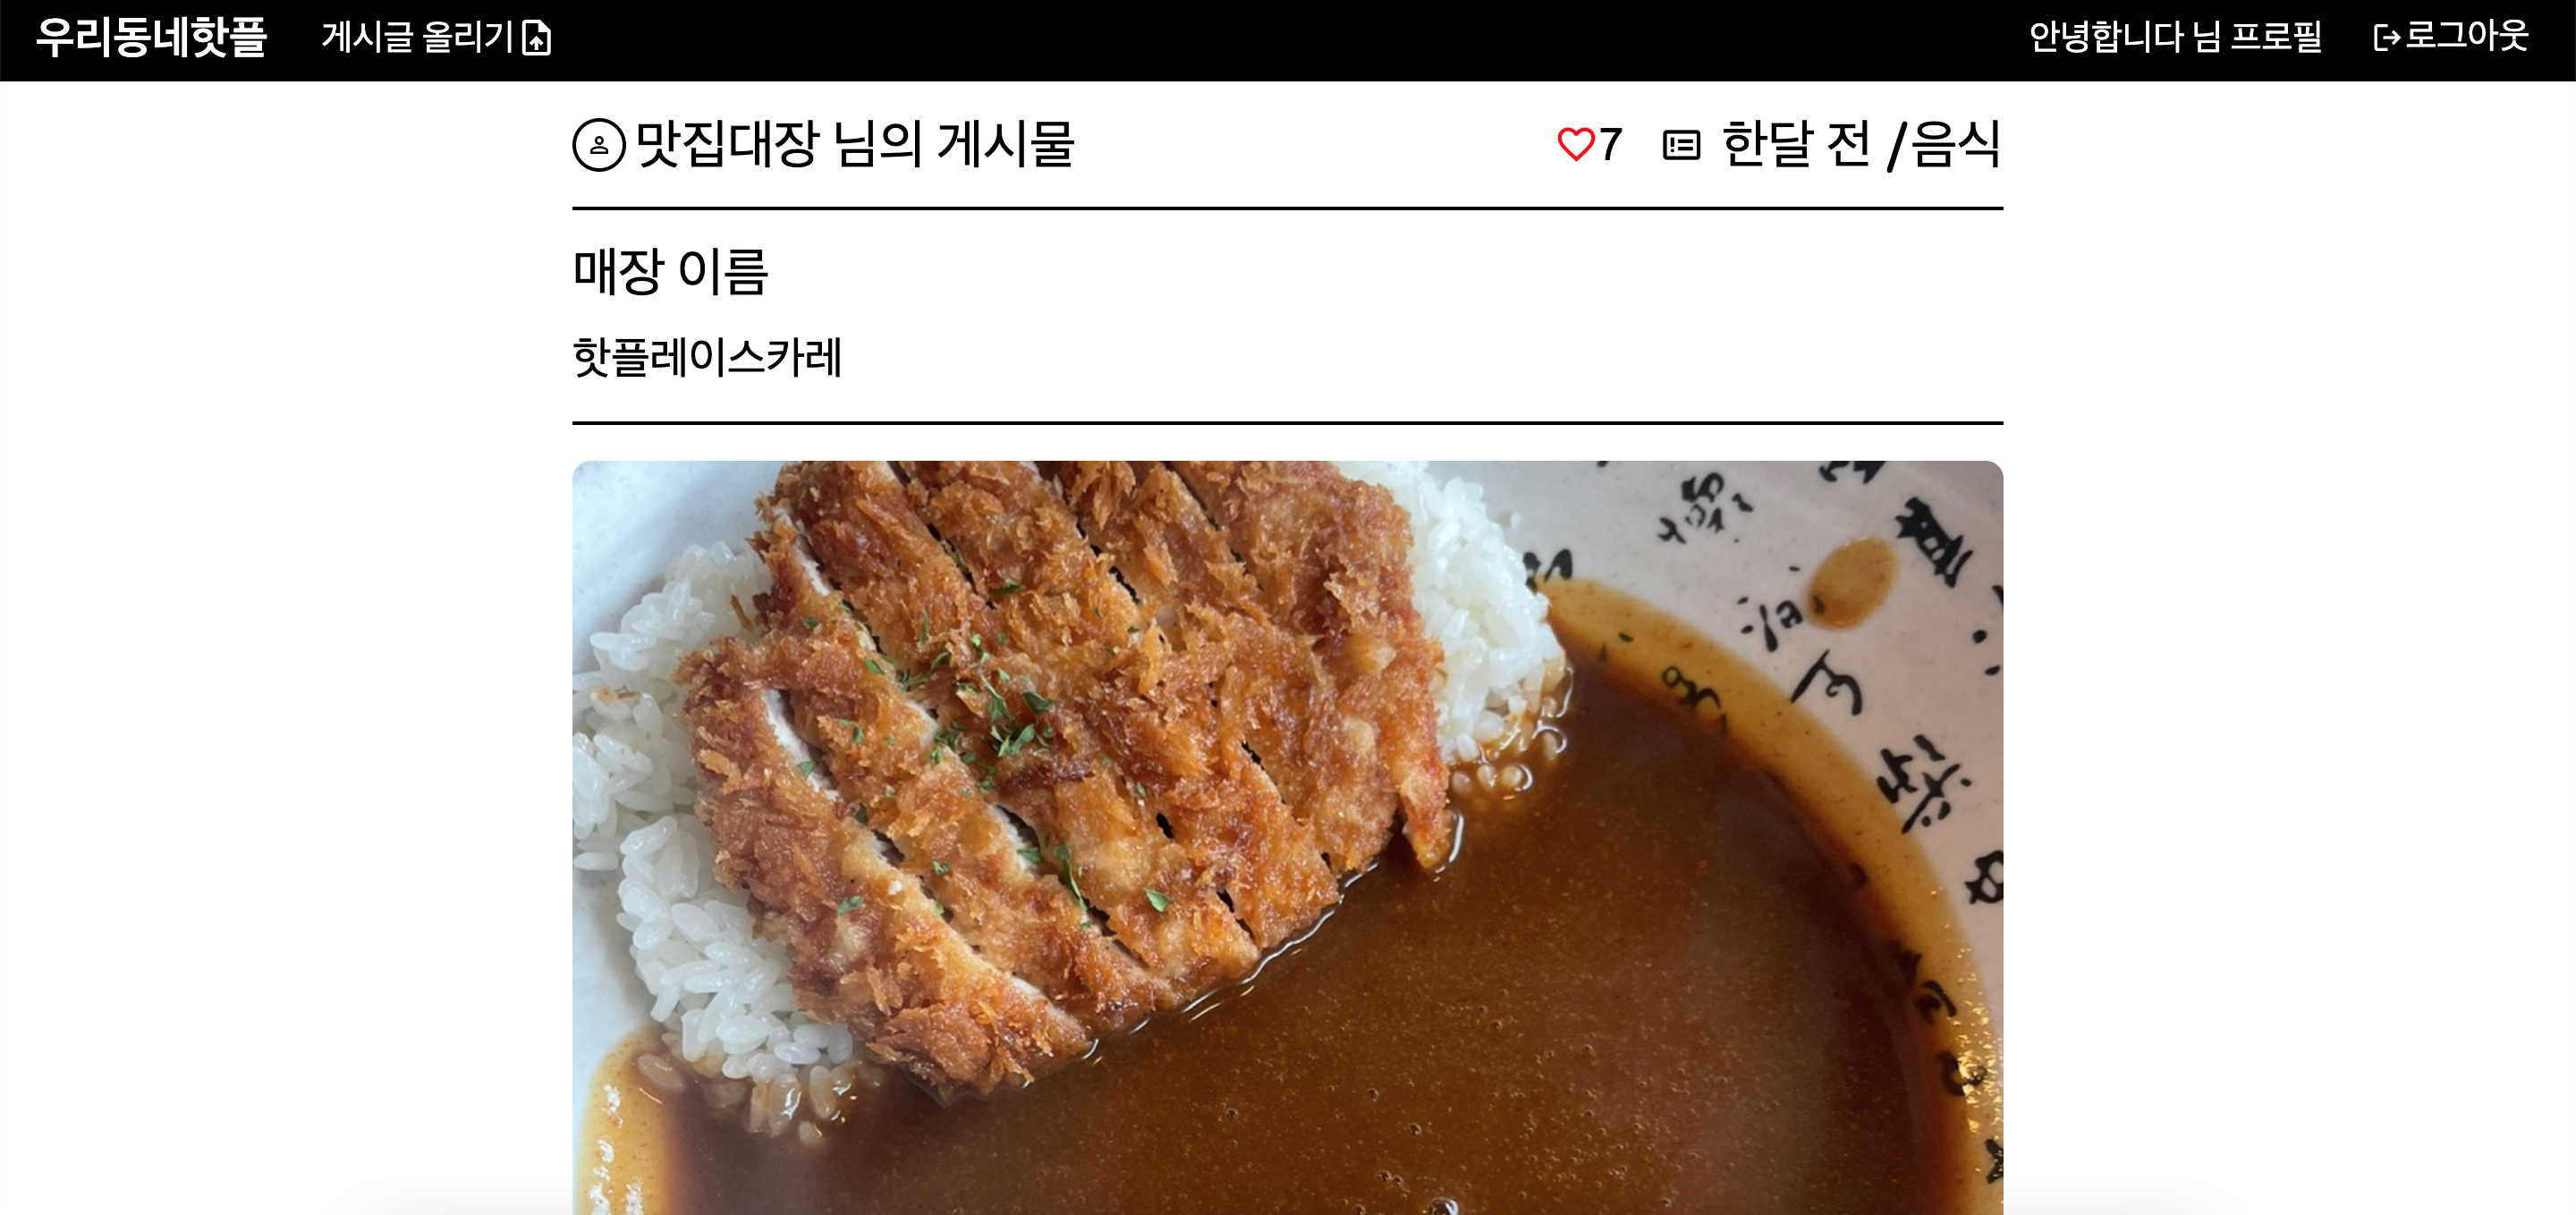 우리동네핫플 게시글 올리기 안녕합니다 님 프로필 로그아웃
맛집대장 님의 게시물 7 한달 전 /음식
매장 이름
핫플레이스카레